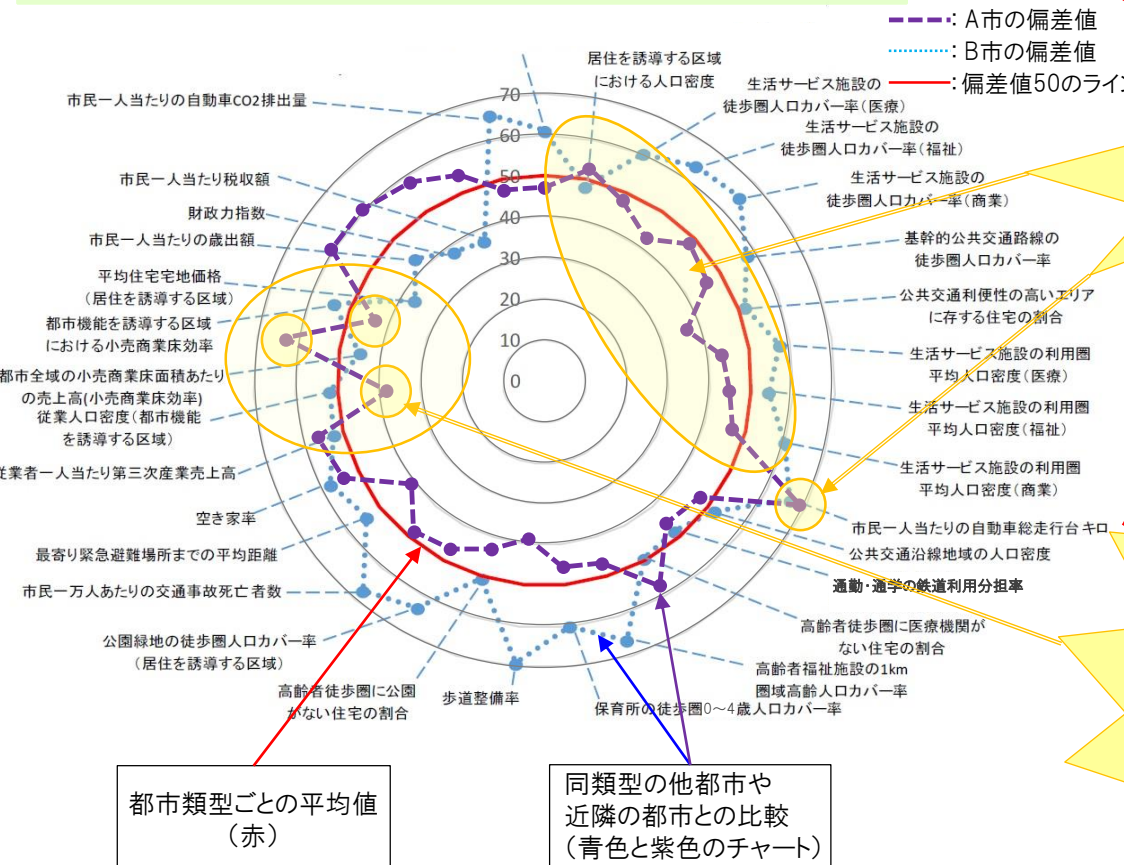 : A市の偏差値
: B市の偏差値
:偏差値50のライン
70
60
50
40
30
20
10
0
居住を誘導する区域
における人口密度
生活サービス施設の
徒歩圏人口カバー率(医療)
生活サービス施設の
徒歩圏人口カバー率(福祉)
生活サービス施設の
徒歩圏人口カバー率(商業)
基幹的公共交通路線の
徒歩圏人口カバー率
公共交通利便性の高いエリア
に存する住宅の割合
生活サービス施設の利用圏
平均人口密度(医療)
生活サービス施設の利用圏
平均人口密度(福祉)
生活サービス施設の利用圏
平均人口密度(商業)
市民一人当たりの自動車総走行台キロ
公共交通沿線地域の人口密度
通勤・通学の鉄道利用分担率
高齢者徒歩圏に医療機関が
ない住宅の割合
高齢者福祉施設の1km
圏域高齢人口カバー率
保育所の徒歩圏0～4歳人口カバー率
歩道整備率
高齢者徒歩圏に公園
がない住宅の割合
公園緑地の徒歩圏人口カバー率
(居住を誘導する区域)
市民一万人あたりの交通事故死亡者数
最寄り緊急避難場所までの平均距離
空き家率
従業者一人当たり第三次産業売上高
従業人口密度(都市機能
を誘導する区域)
都市全域の小売商業床面積あたり
の売上高(小売商業床効率)
都市機能を誘導する区域
における小売商業床効率
平均住宅宅地価格
(居住を誘導する区域)
市民一人当たりの歳出額
財政力指数
市民一人当たり税収額
市民一人当たりの自動車CO2排出量
都市類型ごとの平均値
(赤)
同類型の他都市や
近隣の都市との比較
(青色と紫色のチャート)